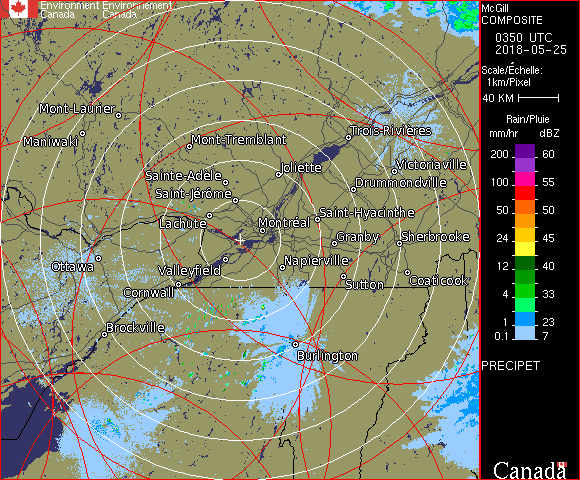 Environment Environnement
Canada Canada
McGill
COMPOSITE
0350 UTC
2018-05-25
Scale/Échelle:
1km/Pixel
40 KM
Rain/Pluie
mm/hr dBZ
200 60
155 55
100 55
50 50
24 45
12 40
4 33
1 23
0.1 7
PRECIPET
Canada
Mont-Laurier
Maniwaki
Mont-Tremblant
Trois-Rivières
Joliette
Victoriaville
Sainte-Adèle
Drummondville
Saint-Jérôme
Saint-Hyacinthe
Lachute
Montréal
Granby
Sherbrooke
Ottawa
Valleyfield
Napierville
Cornwall
Sutton
Coaticook
Brockville
Burlington